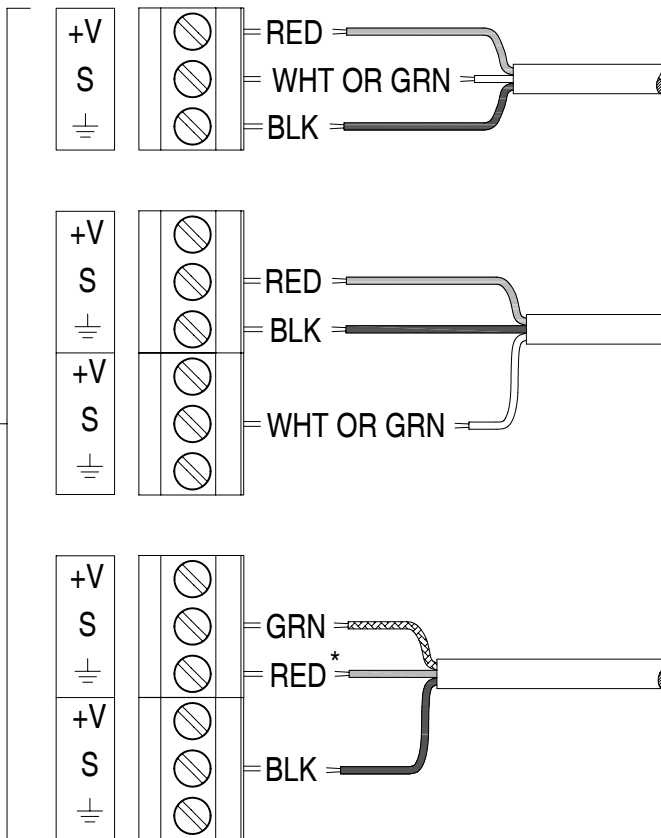 +V RED
S WHT OR GRN
⏚ BLK
+V
S RED
⏚ BLK
+V
S WHT OR GRN
⏚
+V
S GRN
⏚ RED*
+V
S BLK
⏚